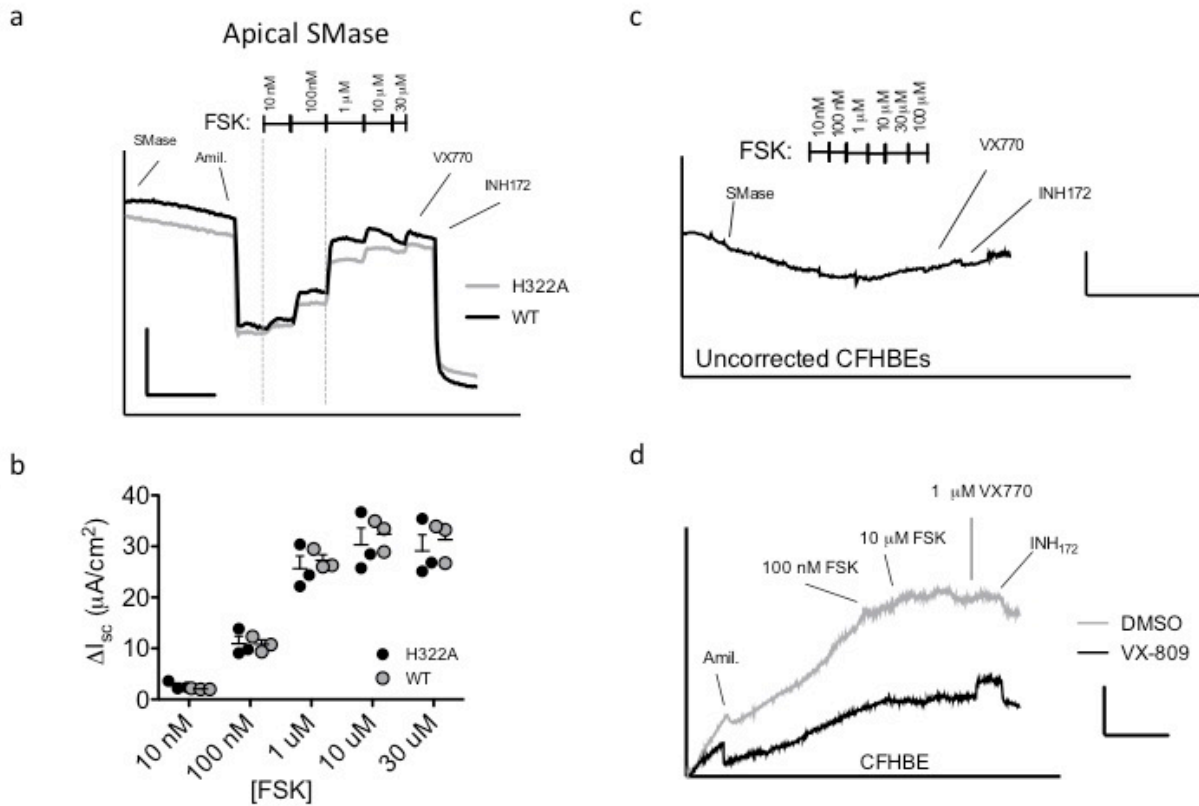 a
Apical SMase
FSK:
10 nM
100nM
1 μM
10 μM
30 μM
SMase
Amil.
VX770
INH172
H322A
WT
b
ΔIsc (μA/cm2)
40
30
20
10
0
H322A
WT
10 nM
100 nM
1 uM
10 uM
30 uM
[FSK]
c
FSK:
10 nM
100 nM
1 μM
10 μM
30 μM
100 μM
SMase
VX770
INH172
Uncorrected CFHBEs
d
1 μM VX770
10 μM FSK
100 nM FSK
INH172
Amil.
DMSO
VX-809
CFHBE